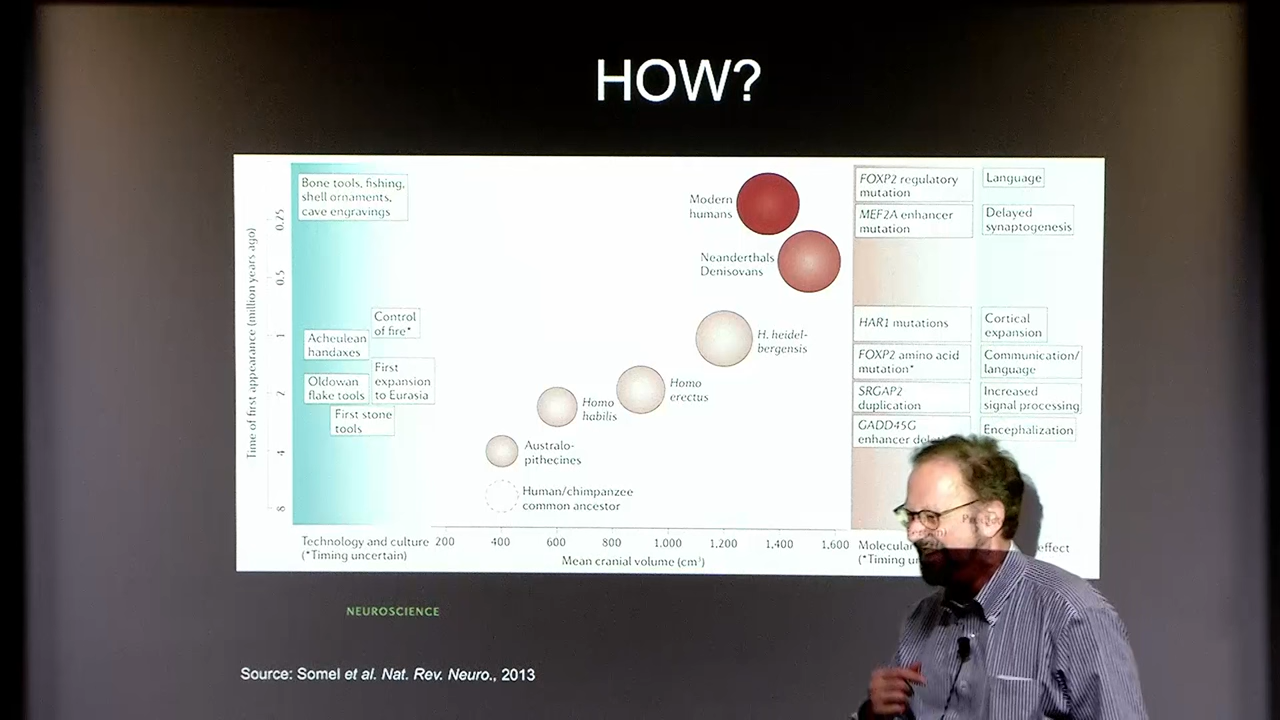 HOW?
Bone tools, fishing,
shell ornaments,
cave engravings
Control
of fire*
Acheulean
handaxes
First
expansion
to Eurasia
Oldowan
flake tools
First stone
tools
Time of first appearance (million years ago)
0.5
1
2
4
8
Modern
humans
Neanderthals
Denisovans
H. heidel-
bergensis
Homo
erectus
Homo
habilis
Australo-
pithecines
Human/chimpanzee
common ancestor
FOXP2 regulatory
mutation
Language
MEF2A enhancer
mutation
Delayed
synaptogenesis
HAR1 mutations
Cortical
expansion
FOXP2 amino acid
mutation*
Communication/
language
SRGAP2
duplication
Increased
signal processing
GADD45G
enhancer
Encephalization
Technology and culture
(*Timing uncertain)
200 400 600 800 1,000 1,200 1,400 1,600
Mean cranial volume (cm³)
effect
(*Timing
NEUROSCIENCE
Source: Somel et al. Nat. Rev. Neuro., 2013